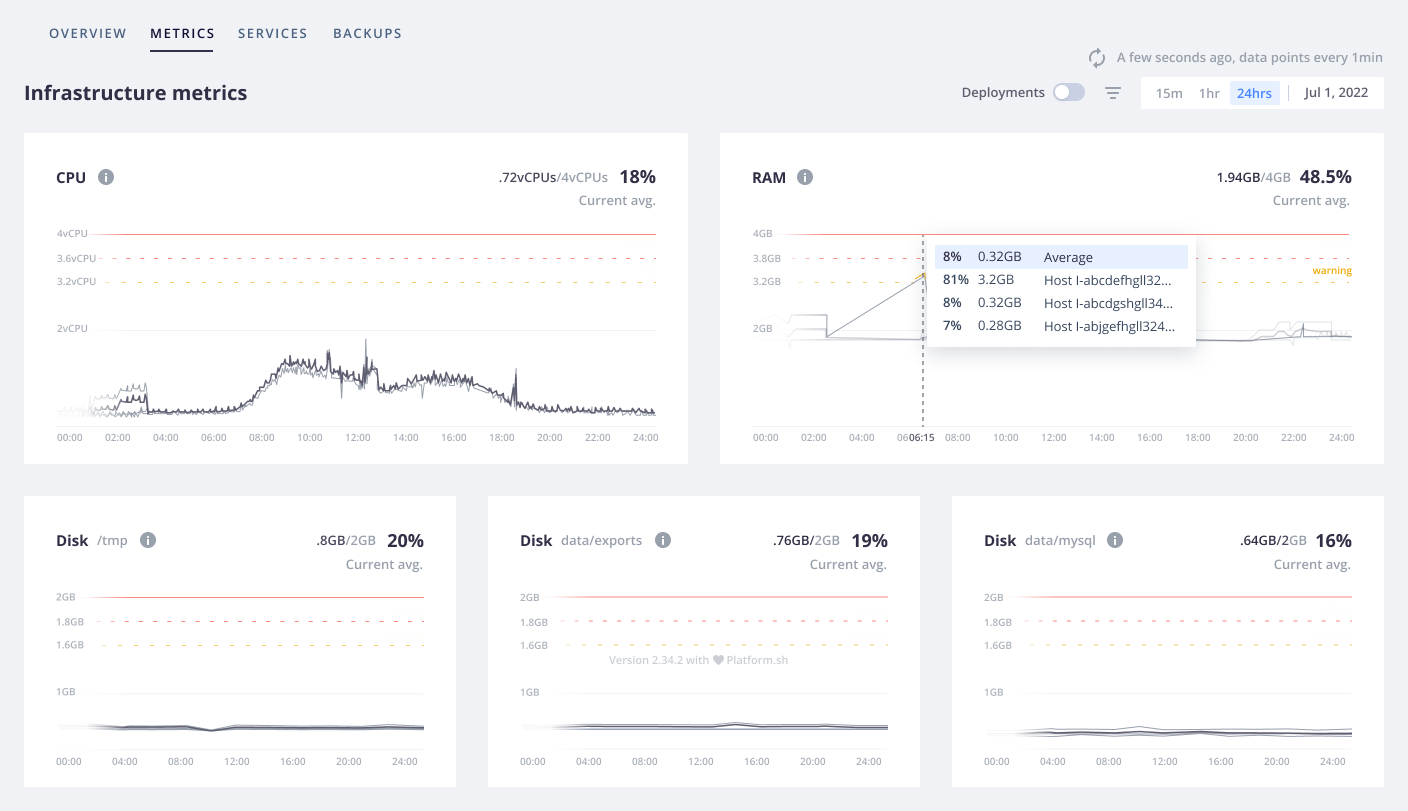 OVERVIEW METRICS SERVICES BACKUPS
A few seconds ago, data points every 1min
Infrastructure metrics
Deployments 15m 1hr 24hrs Jul 1, 2022
CPU .72vCPUs/4vCPUs 18%
Current avg.
4vCPU
3.6vCPU
3.2vCPU
2vCPU
00:00 02:00 04:00 06:00 08:00 10:00 12:00 14:00 16:00 18:00 20:00 22:00 24:00
RAM 1.94GB/4GB 48.5%
Current avg.
4GB
3.8GB
3.2GB
2GB
warning
8% 0.32GB Average
81% 3.2GB Host I-abcdefhgll32...
8% 0.32GB Host I-abcdgshgll34...
7% 0.28GB Host I-abjgefhgll324...
00:00 02:00 04:00 06 06:15 08:00 10:00 12:00 14:00 16:00 18:00 20:00 22:00 24:00
Disk /tmp .8GB/2GB 20%
Current avg.
2GB
1.8GB
1.6GB
1GB
00:00 04:00 08:00 12:00 16:00 20:00 24:00
Disk data/exports .76GB/2GB 19%
Current avg.
2GB
1.8GB
1.6GB
Version 2.34.2 with 🖤 Platform.sh
1GB
00:00 04:00 08:00 12:00 16:00 20:00 24:00
Disk data/mysql .64GB/2GB 16%
Current avg.
2GB
1.8GB
1.6GB
1GB
00:00 04:00 08:00 12:00 16:00 20:00 24:00